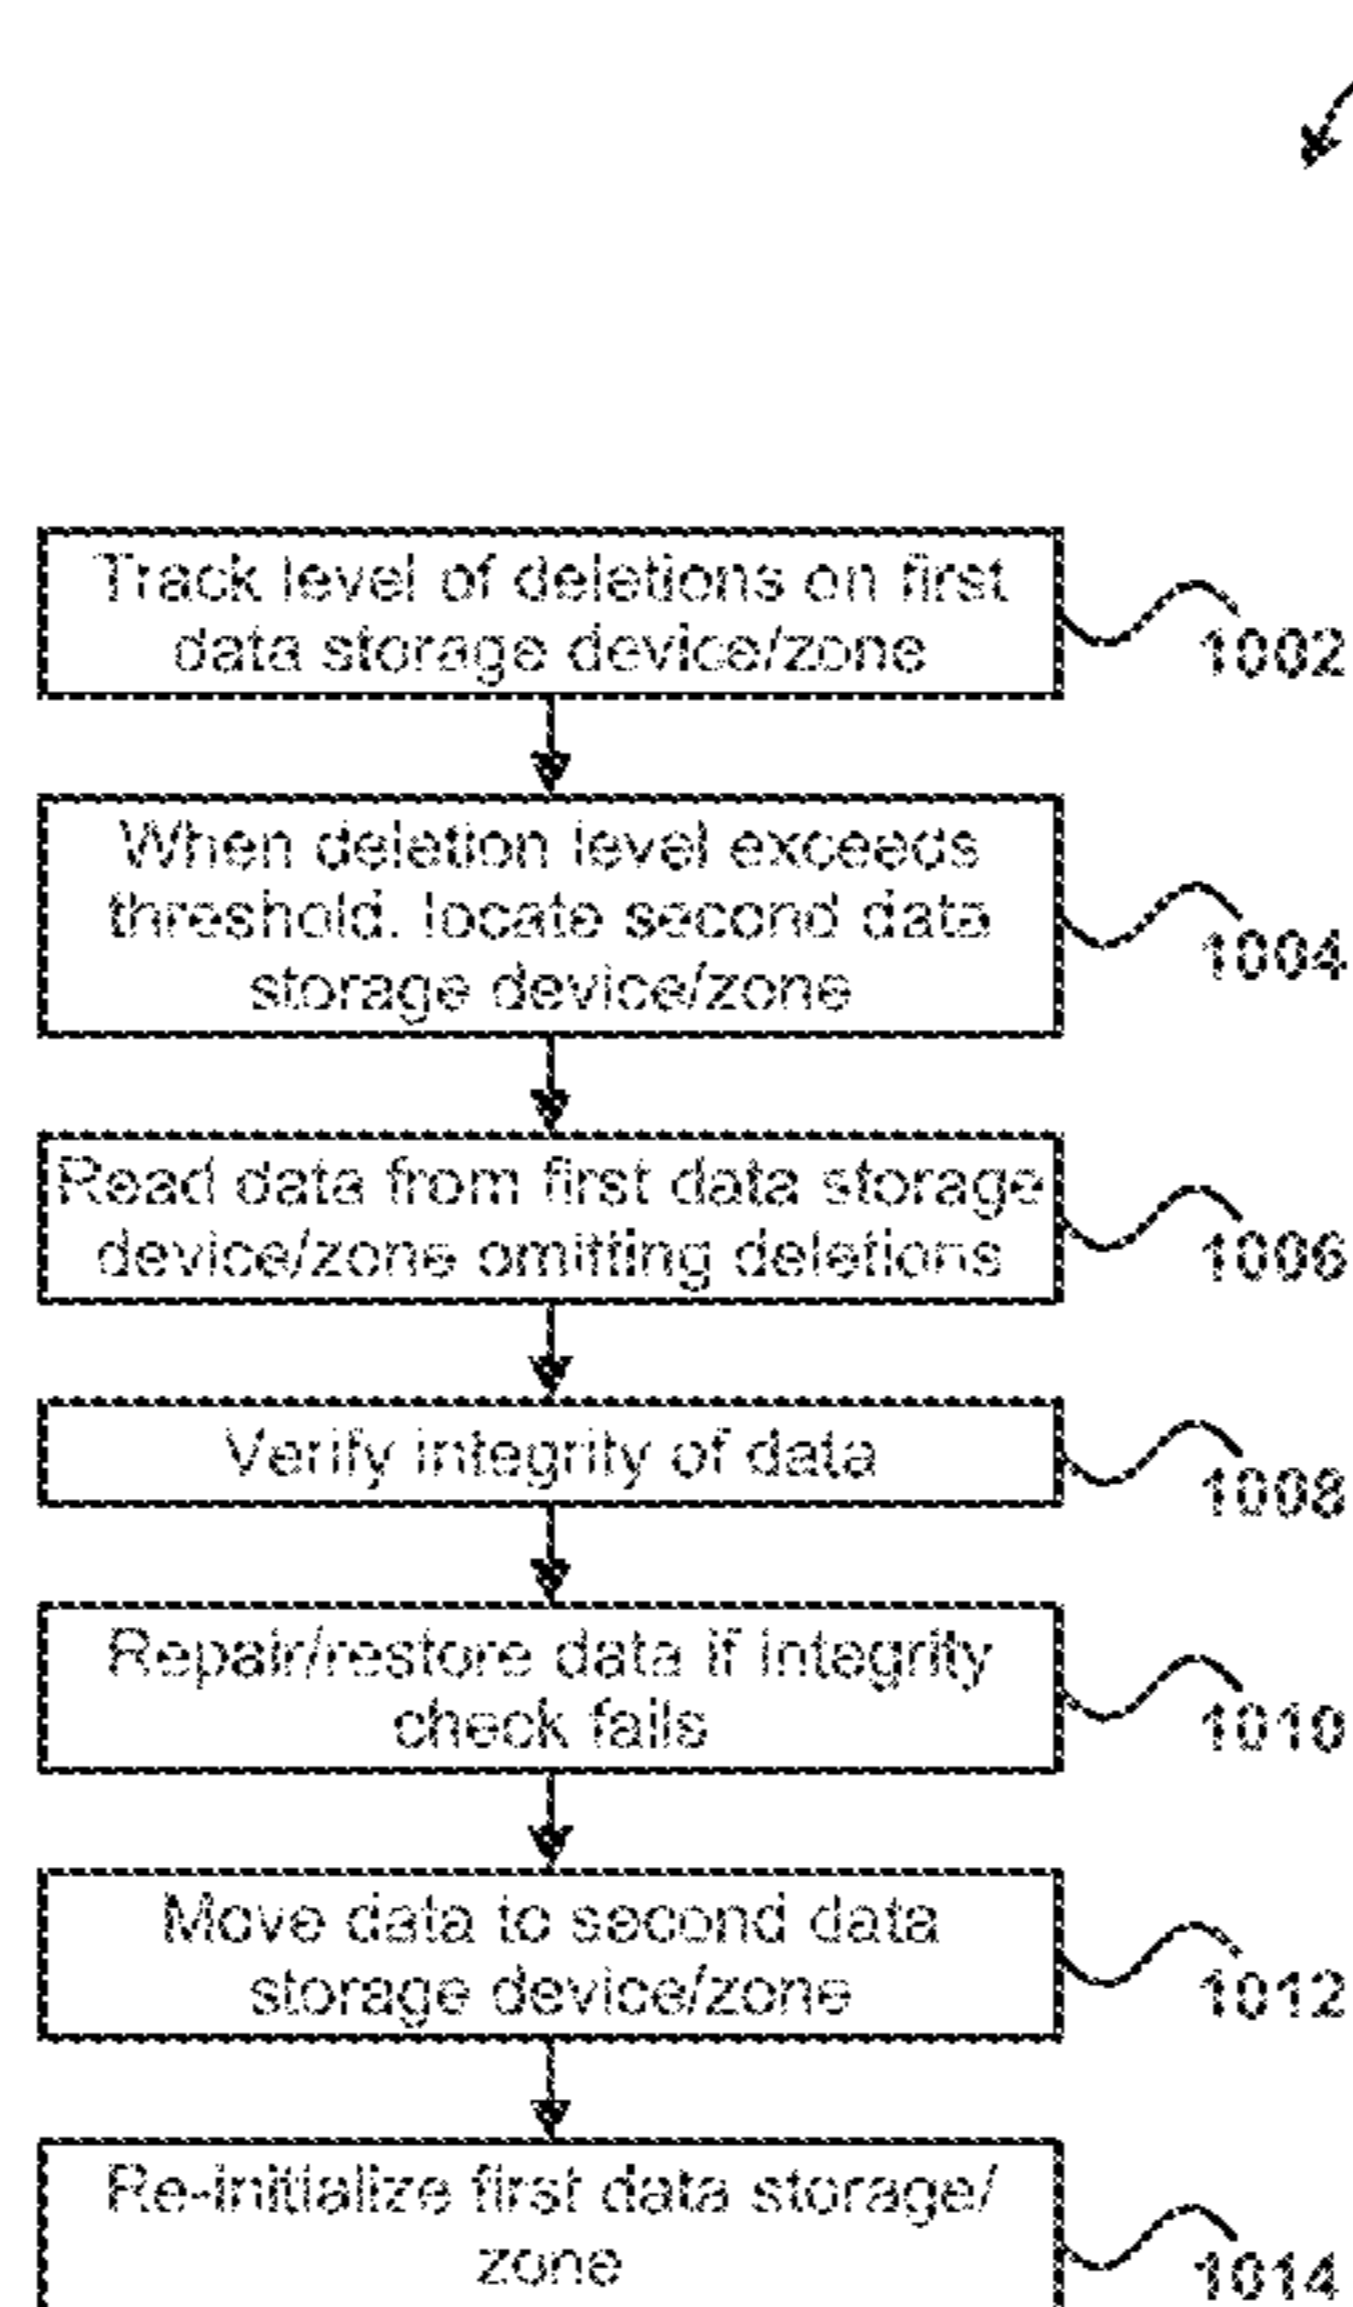 Track level of deletions on first
data storage device/zone
1002
When deletion level exceeds
threshold. locate second data
storage device/zone
1004
Read data from first data storage
device/zone omitting deletions
1006
Verify integrity of data
1008
Repair/restore data if integrity
check fails
1010
Move data to second data
storage device/zone
1012
Re-initialize first data storage/
zone
1014